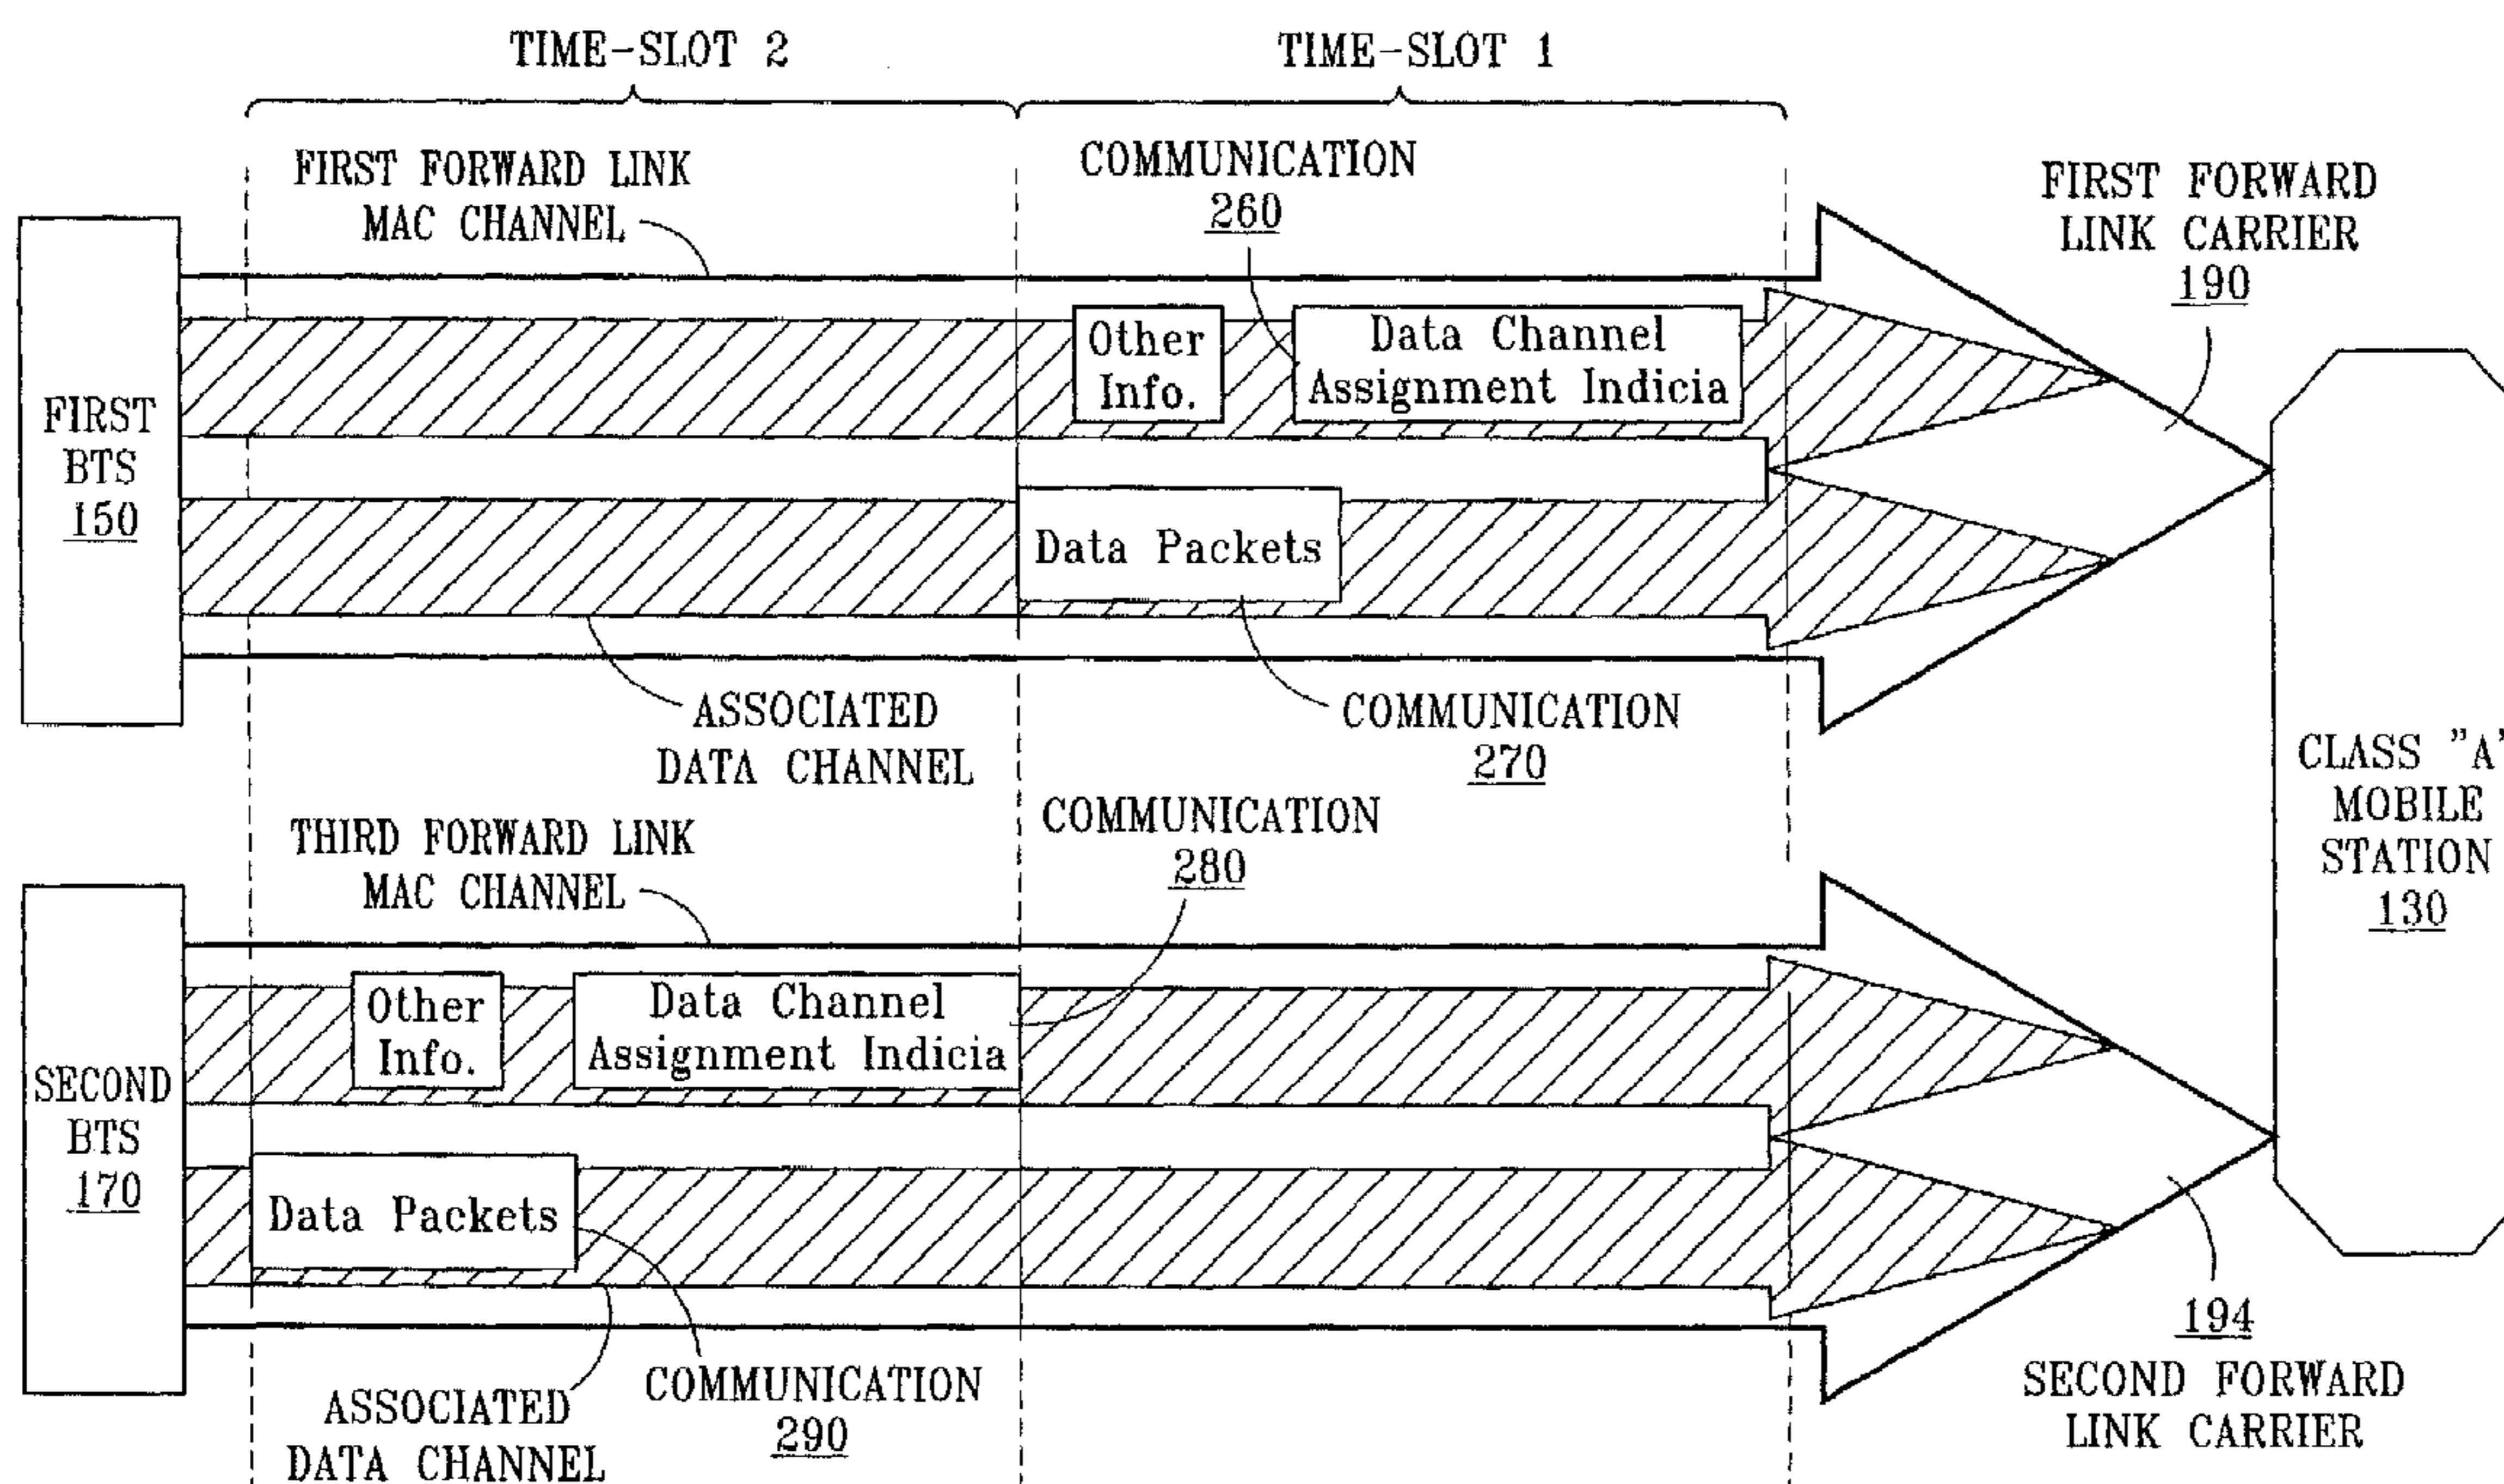 TIME-SLOT 2
TIME-SLOT 1
FIRST FORWARD LINK
MAC CHANNEL
COMMUNICATION
260
FIRST FORWARD
LINK CARRIER
190
Other
Info.
Data Channel
Assignment Indicia
FIRST
BTS
150
Data Packets
ASSOCIATED
DATA CHANNEL
COMMUNICATION
270
CLASS "A"
MOBILE
STATION
130
THIRD FORWARD LINK
MAC CHANNEL
COMMUNICATION
280
Other
Info.
Data Channel
Assignment Indicia
SECOND
BTS
170
Data Packets
ASSOCIATED
DATA CHANNEL
COMMUNICATION
290
194
SECOND FORWARD
LINK CARRIER